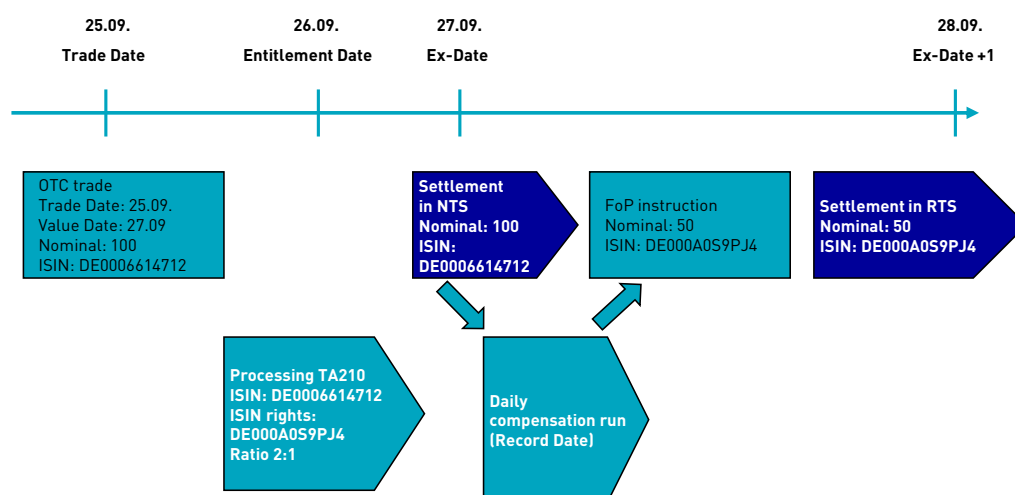 25.09.
Trade Date
26.09.
Entitlement Date
27.09.
Ex-Date
28.09.
Ex-Date +1
OTC trade
Trade Date: 25.09.
Value Date: 27.09
Nominal: 100
ISIN: DE0006614712
Settlement
in NTS
Nominal: 100
ISIN:
DE0006614712
FoP instruction
Nominal: 50
ISIN: DE000A0S9PJ4
Settlement in RTS
Nominal: 50
ISIN: DE000A0S9PJ4
Processing TA210
ISIN: DE0006614712
ISIN rights:
DE000A0S9PJ4
Ratio 2:1
Daily
compensation run
(Record Date)